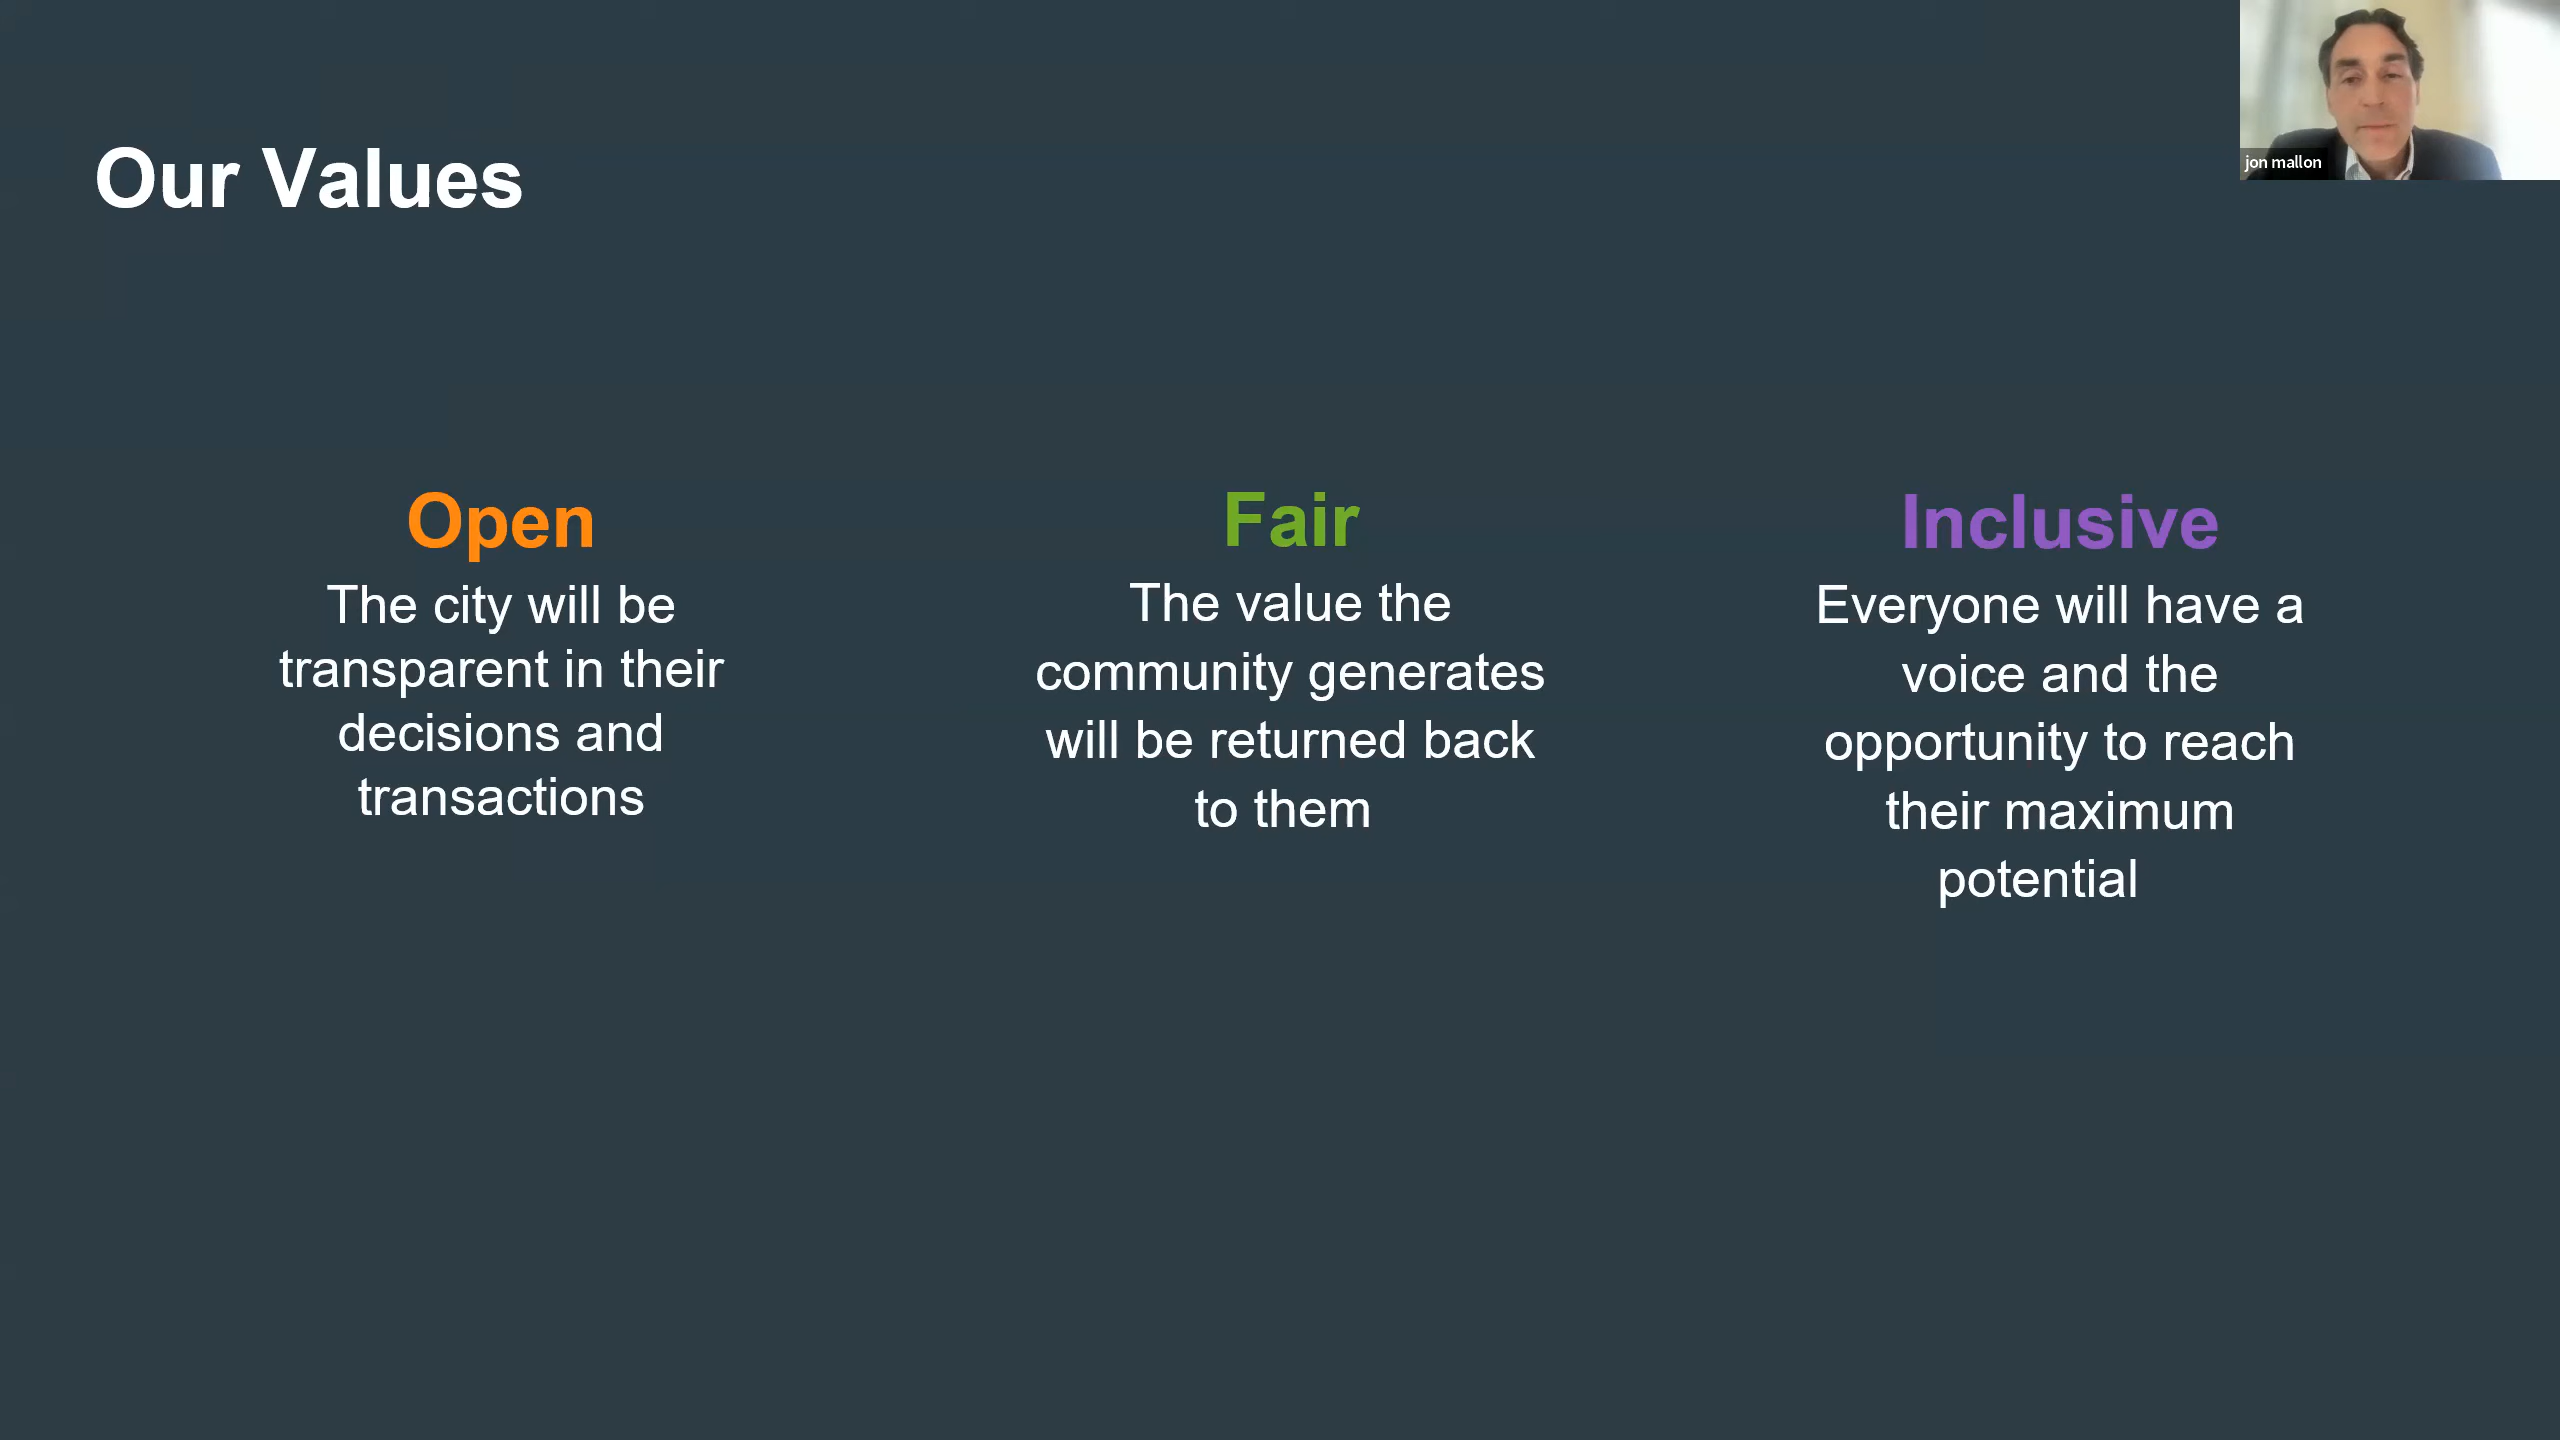 Our Values
jon mallon
Open
The city will be
transparent in their
decisions and
transactions
Fair
The value the
community generates
will be returned back
to them
Inclusive
Everyone will have a
voice and the
opportunity to reach
their maximum
potential